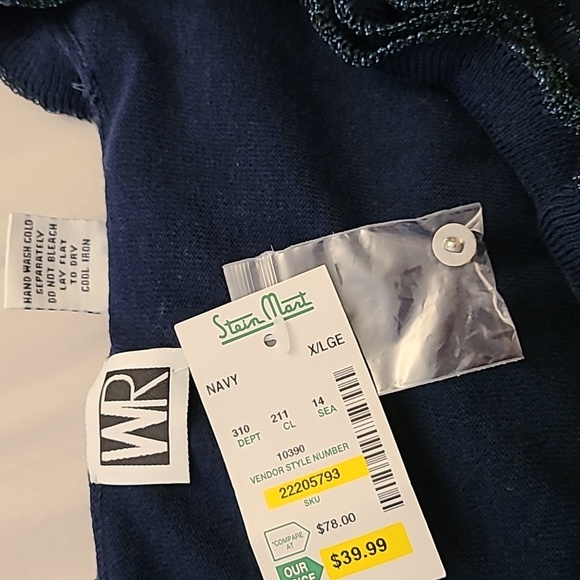 HAND WASH COLD
SEPARATELY
DO NOT BLEACH
LAY FLAT
TO DRY
COOL IRON
WR
Stein Mart
NAVY X/LGE
310 211 14
DEPT CL SEA
10390
VENDOR STYLE NUMBER
22205793
SKU
*COMPARE AT $78.00
OUR $39.99